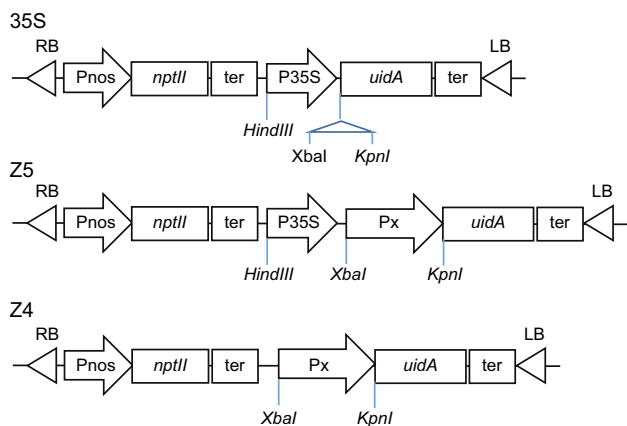 35S
RB LB
Pnos nptII ter P35S uidA ter
HindIII
XbaI KpnI
Z5
RB LB
Pnos nptII ter P35S Px uidA ter
HindIII XbaI KpnI
Z4
RB LB
Pnos nptII ter Px uidA ter
XbaI KpnI